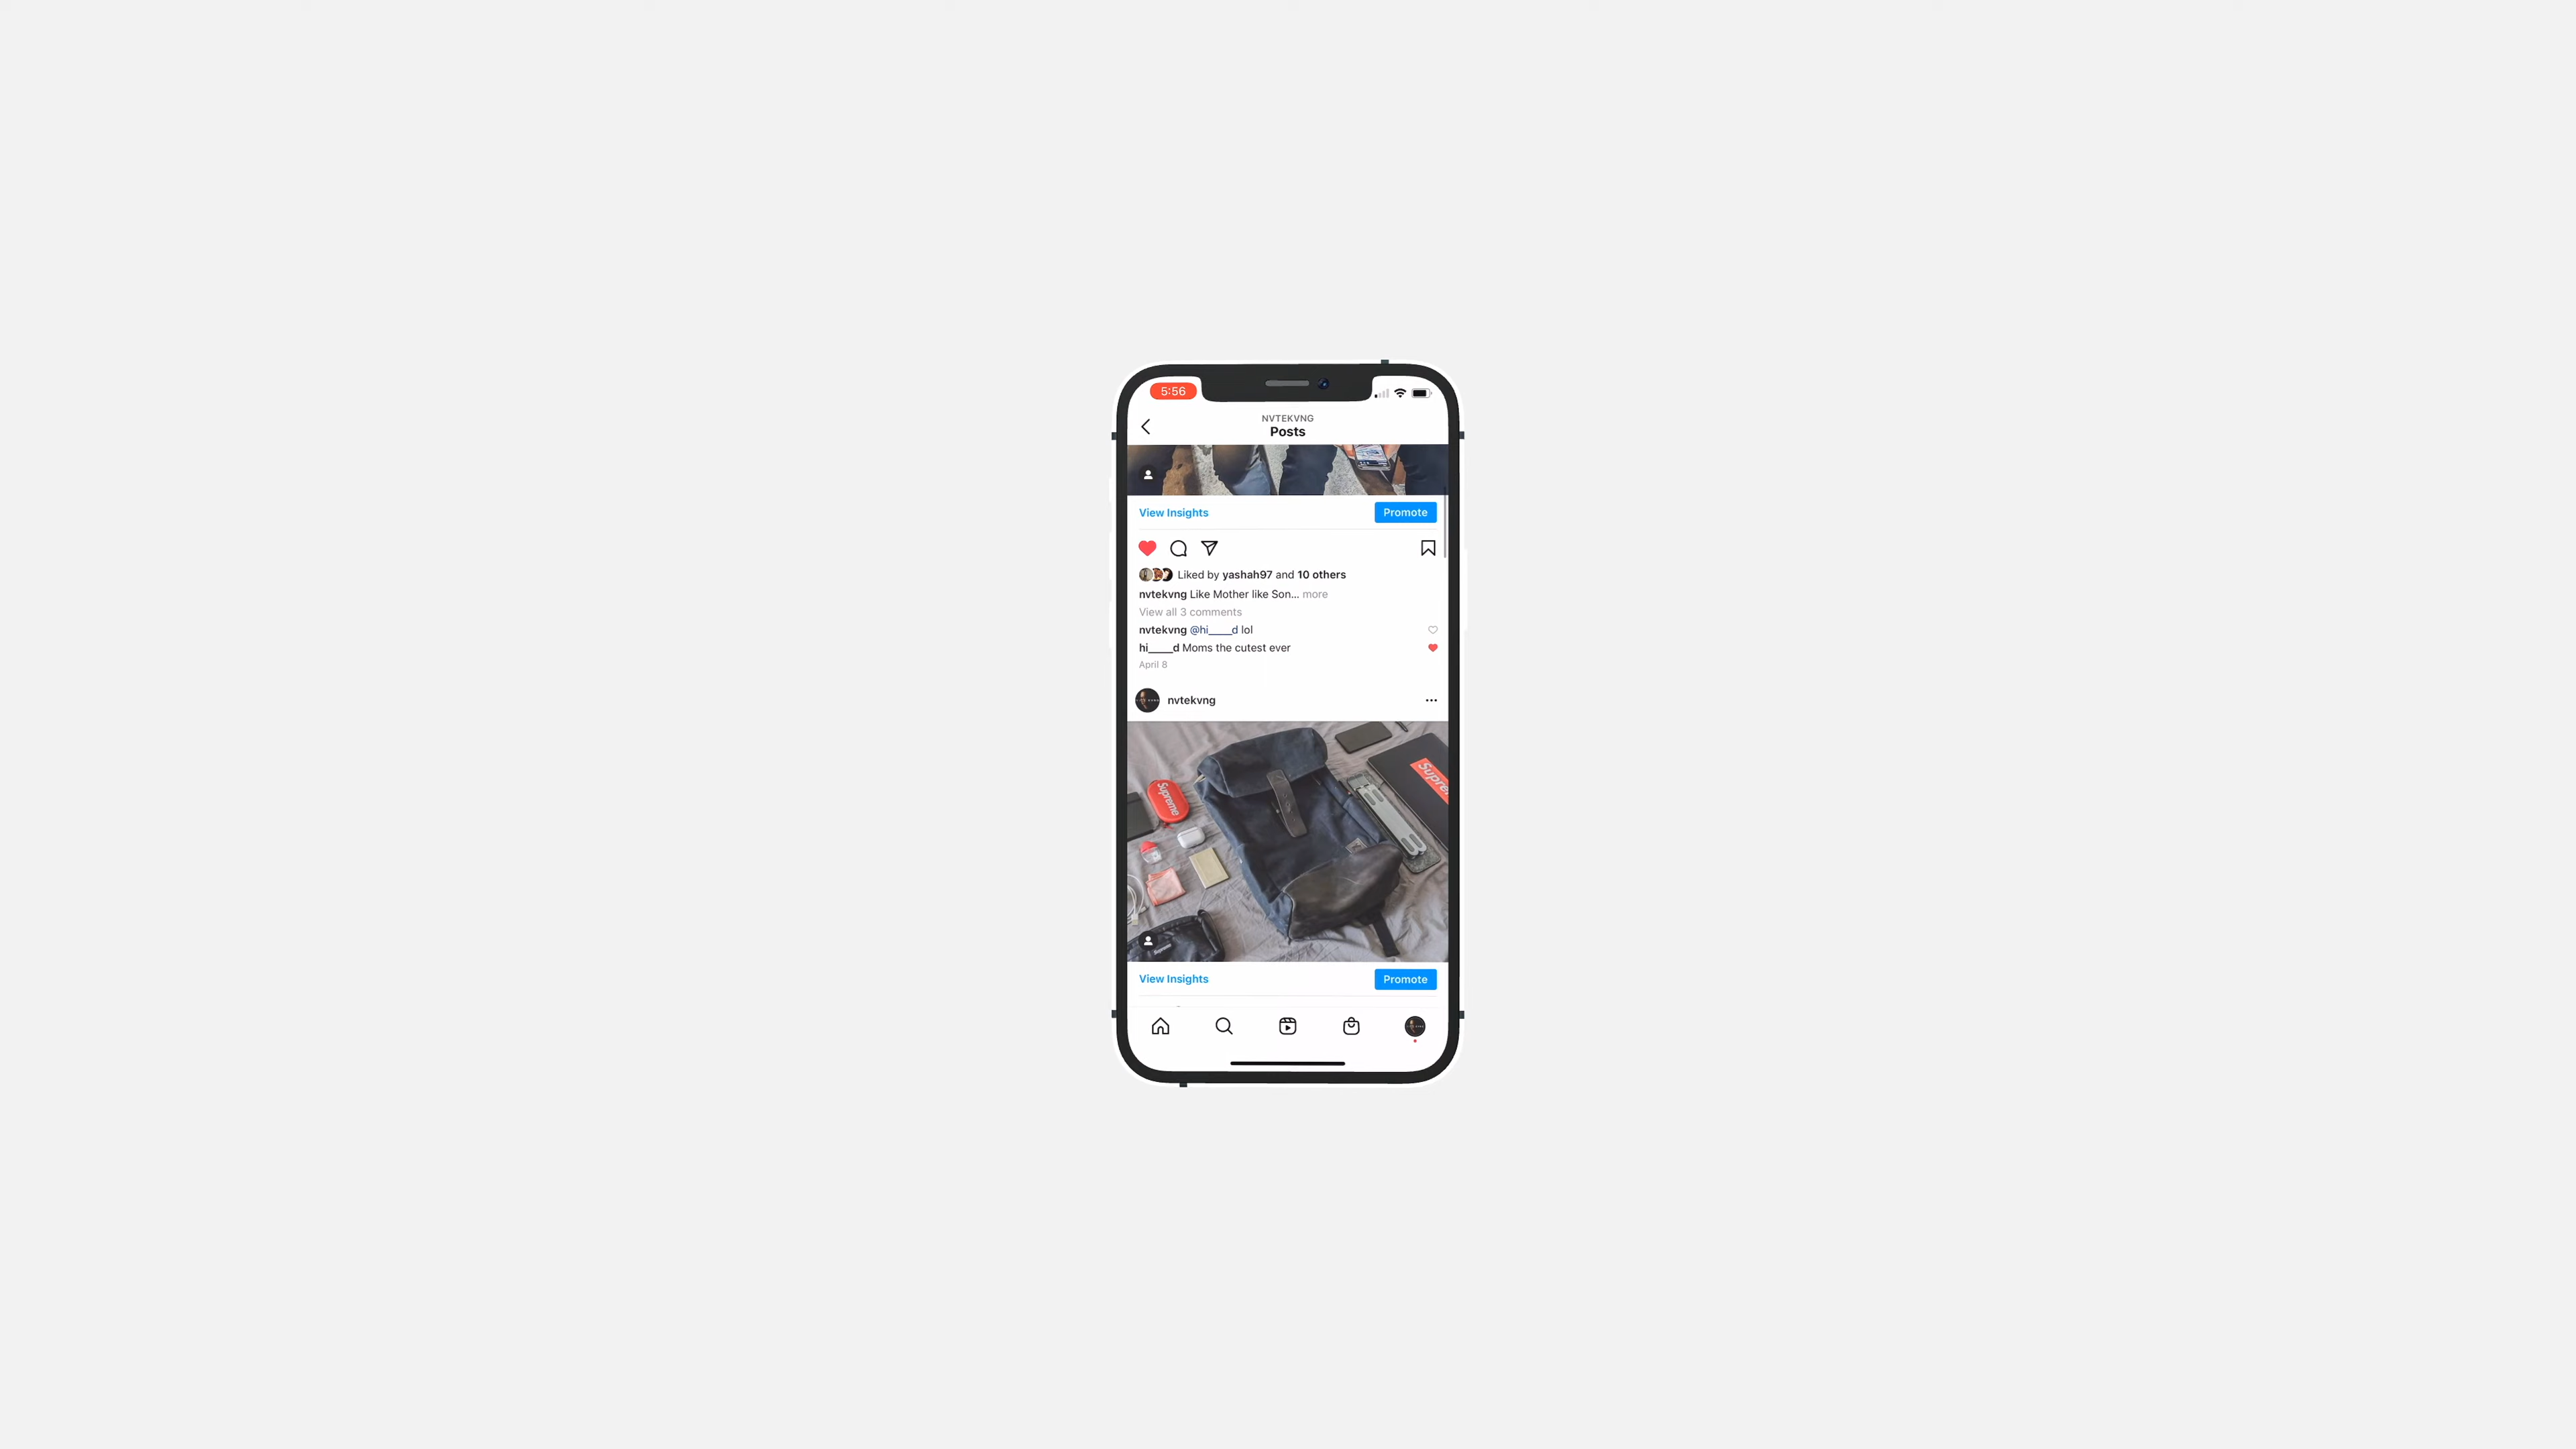 5:56
NVTEKVNG
Posts
View Insights
Promote
Liked by yashah97 and 10 others
nvtekvng Like Mother like Son... more
View all 3 comments
nvtekvng @hi____d lol
hi____d Moms the cutest ever
April 8
nvtekvng
Supreme
Supre
Supreme
View Insights
Promote